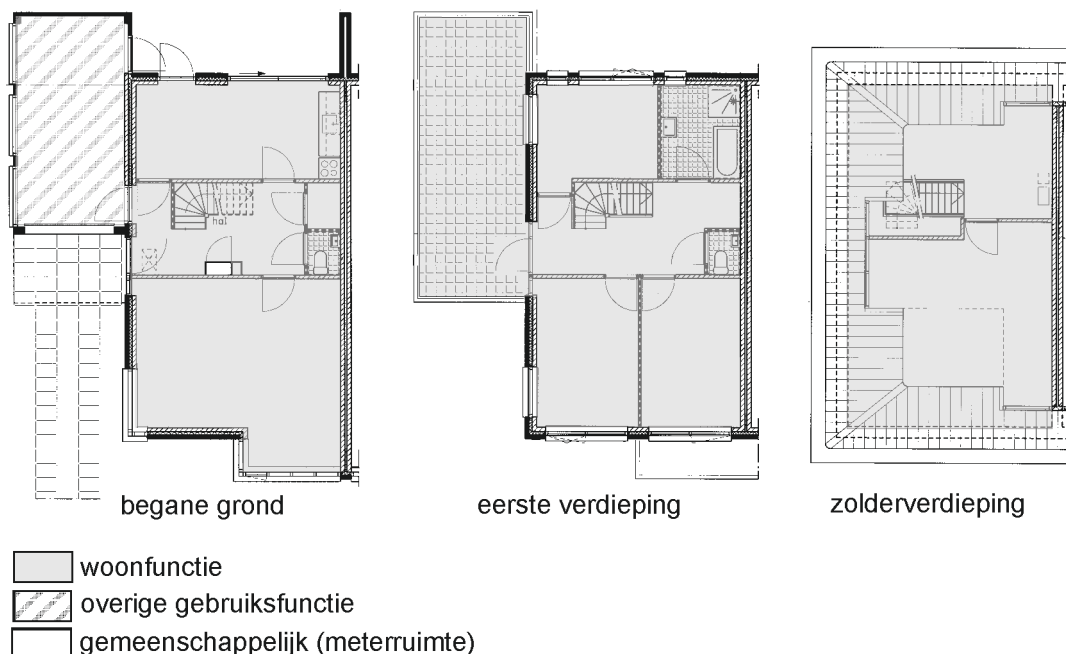 hal
begane grond
eerste verdieping
zolderverdieping
woonfunctie
overige gebruiksfunctie
gemeenschappelijk (meterruimte)